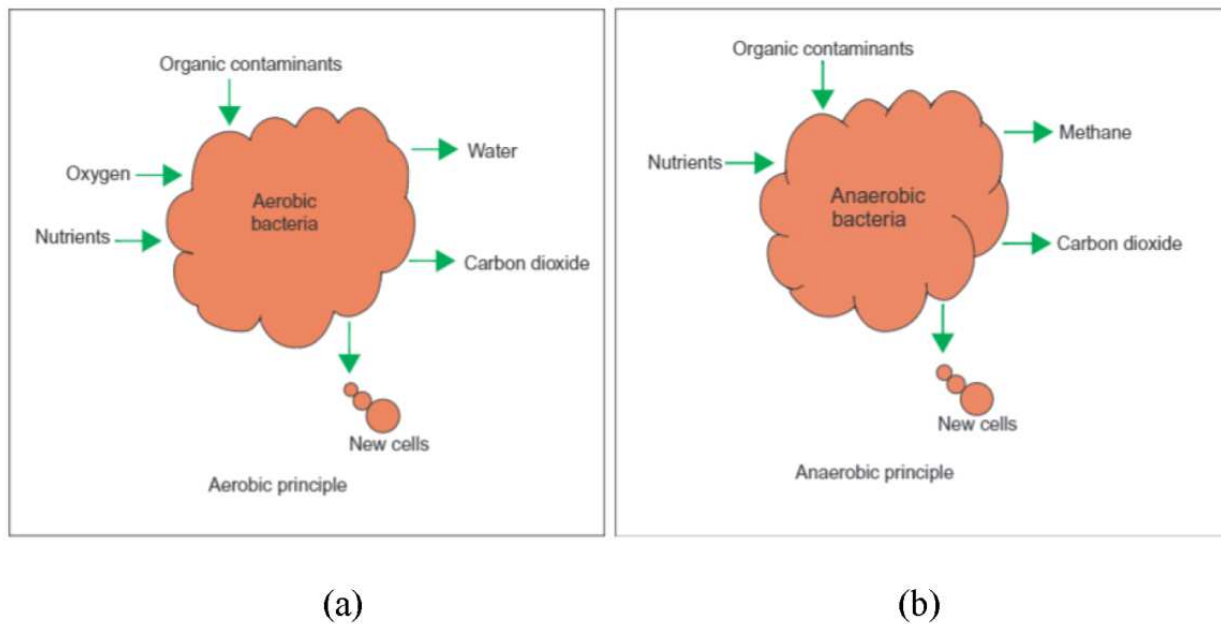 Organic contaminants
Oxygen
Nutrients
Aerobic
bacteria
Water
Carbon dioxide
New cells
Aerobic principle
(a)
Organic contaminants
Nutrients
Anaerobic
bacteria
Methane
Carbon dioxide
New cells
Anaerobic principle
(b)